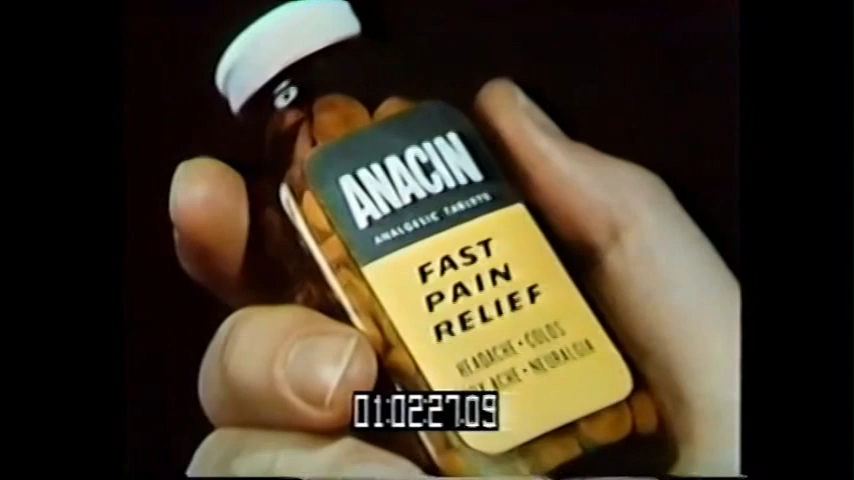 ANACIN
ANALGESIC TABLETS
FAST
PAIN
RELIEF
HEADACHE • COLDS
ACHE • NEURALGIA
01:02:27.09